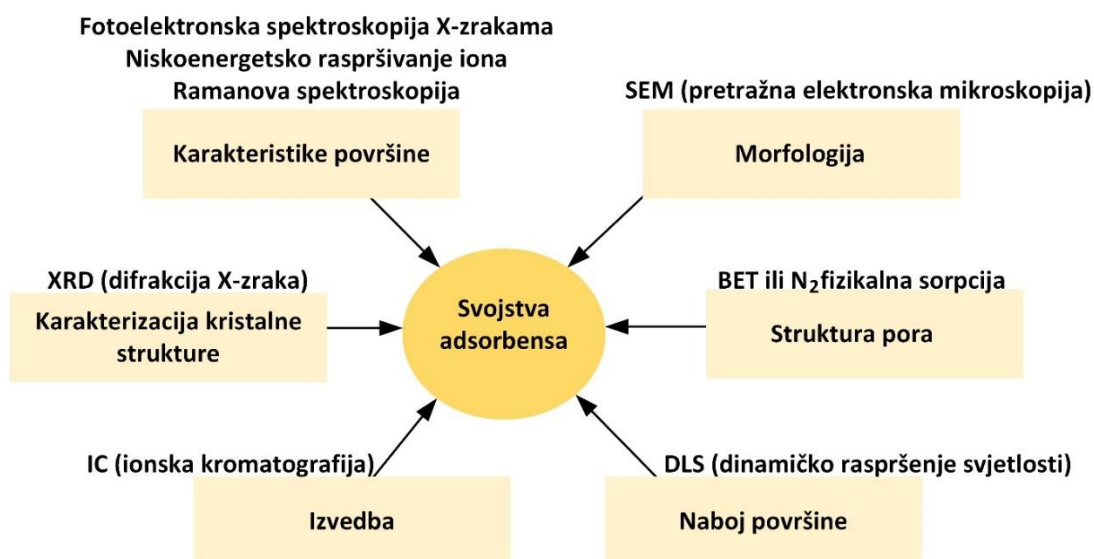 Fotoelektronska spektroskopija X-zrakama
Niskoenergetsko raspršivanje iona
Ramanova spektroskopija
Karakteristike površine
SEM (pretražna elektronska mikroskopija)
Morfologija
XRD (difrakcija X-zraka)
Karakterizacija kristalne
strukture
Svojstva
adsorbensa
BET ili N₂fizikalna sorpcija
Struktura pora
IC (ionska kromatografija)
Izvedba
DLS (dinamičko raspršenje svjetlosti)
Naboj površine